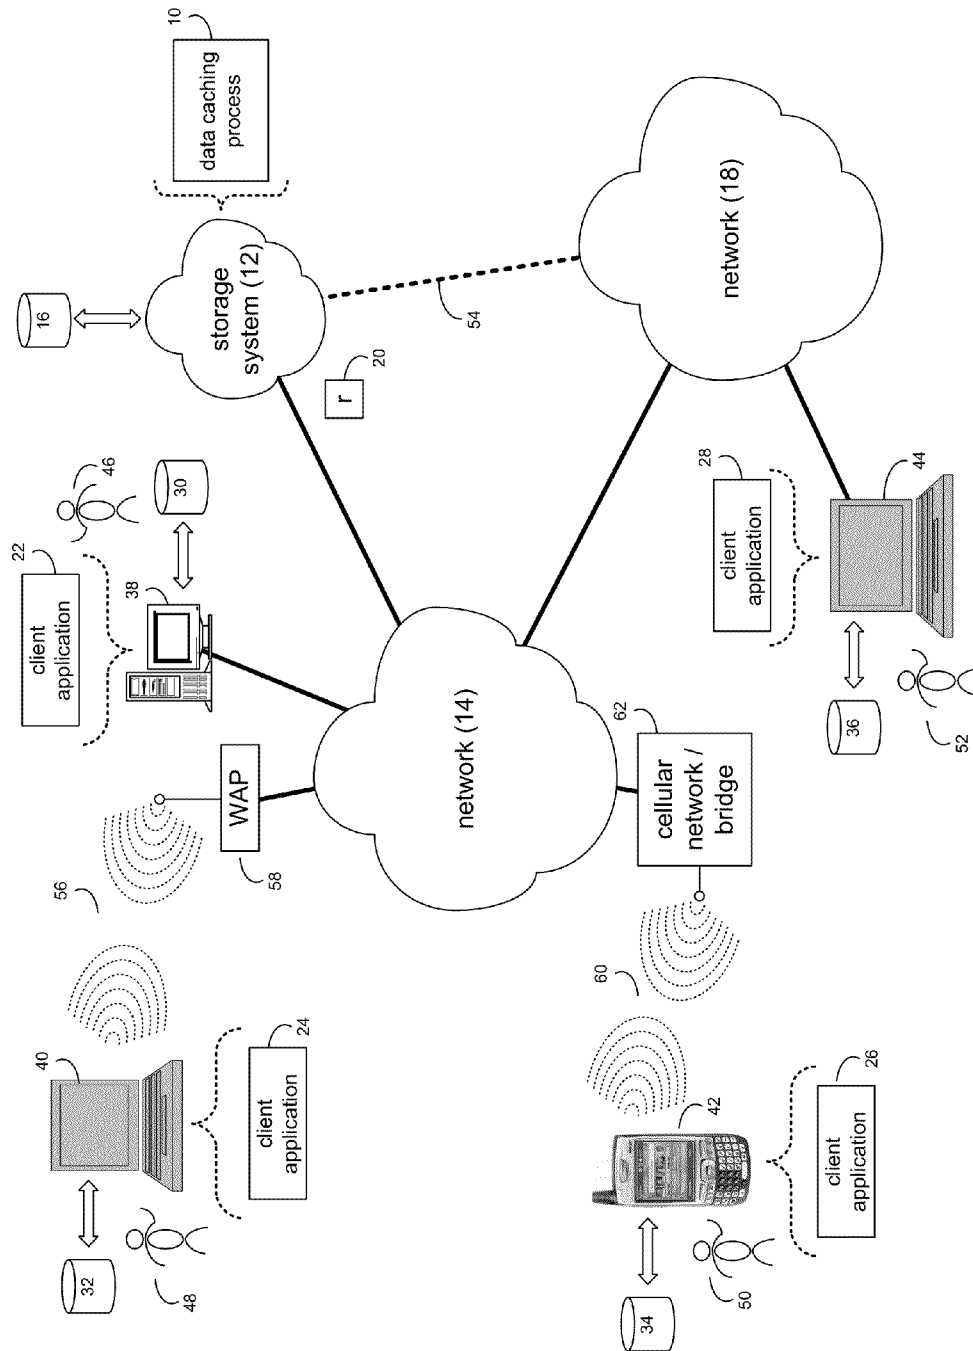 16
10
data caching
process
storage
system (12)
22
client
application
46
38
30
56
40
32
48
58
WAP
24
client
application
r
20
network (14)
54
60
34
62
cellular
network /
bridge
28
client
application
network (18)
42
50
36
44
52
26
client
application